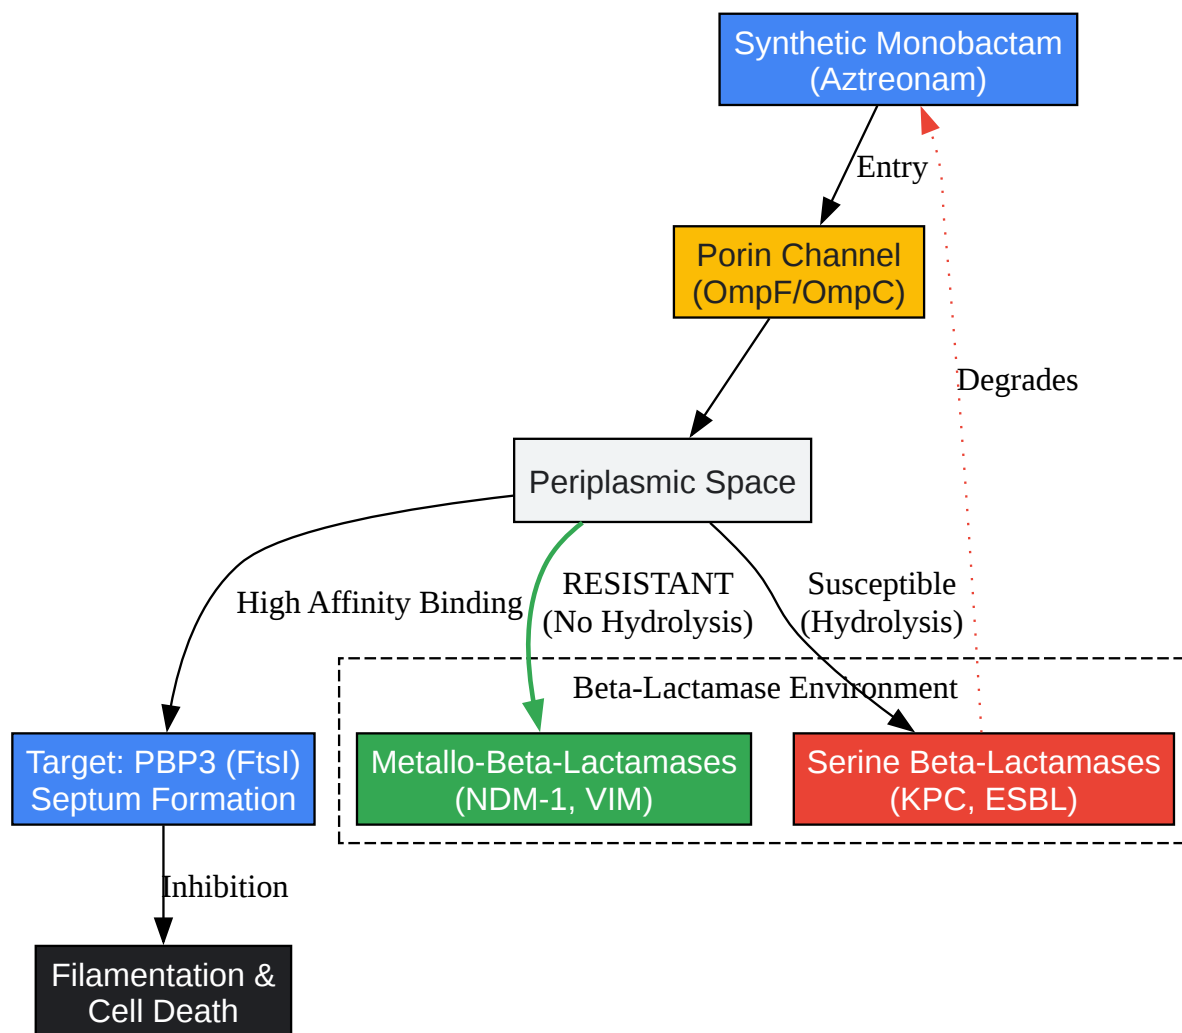 Synthetic Monobactam
(Aztreonam)
Entry
Porin Channel
(OmpF/OmpC)
Degrades
Periplasmic Space
High Affinity Binding
RESISTANT
(No Hydrolysis)
Susceptible
(Hydrolysis)
Beta-Lactamase Environment
Target: PBP3 (FtsI)
Septum Formation
Metallo-Beta-Lactamases
(NDM-1, VIM)
Serine Beta-Lactamases
(KPC, ESBL)
Inhibition
Filamentation &
Cell Death